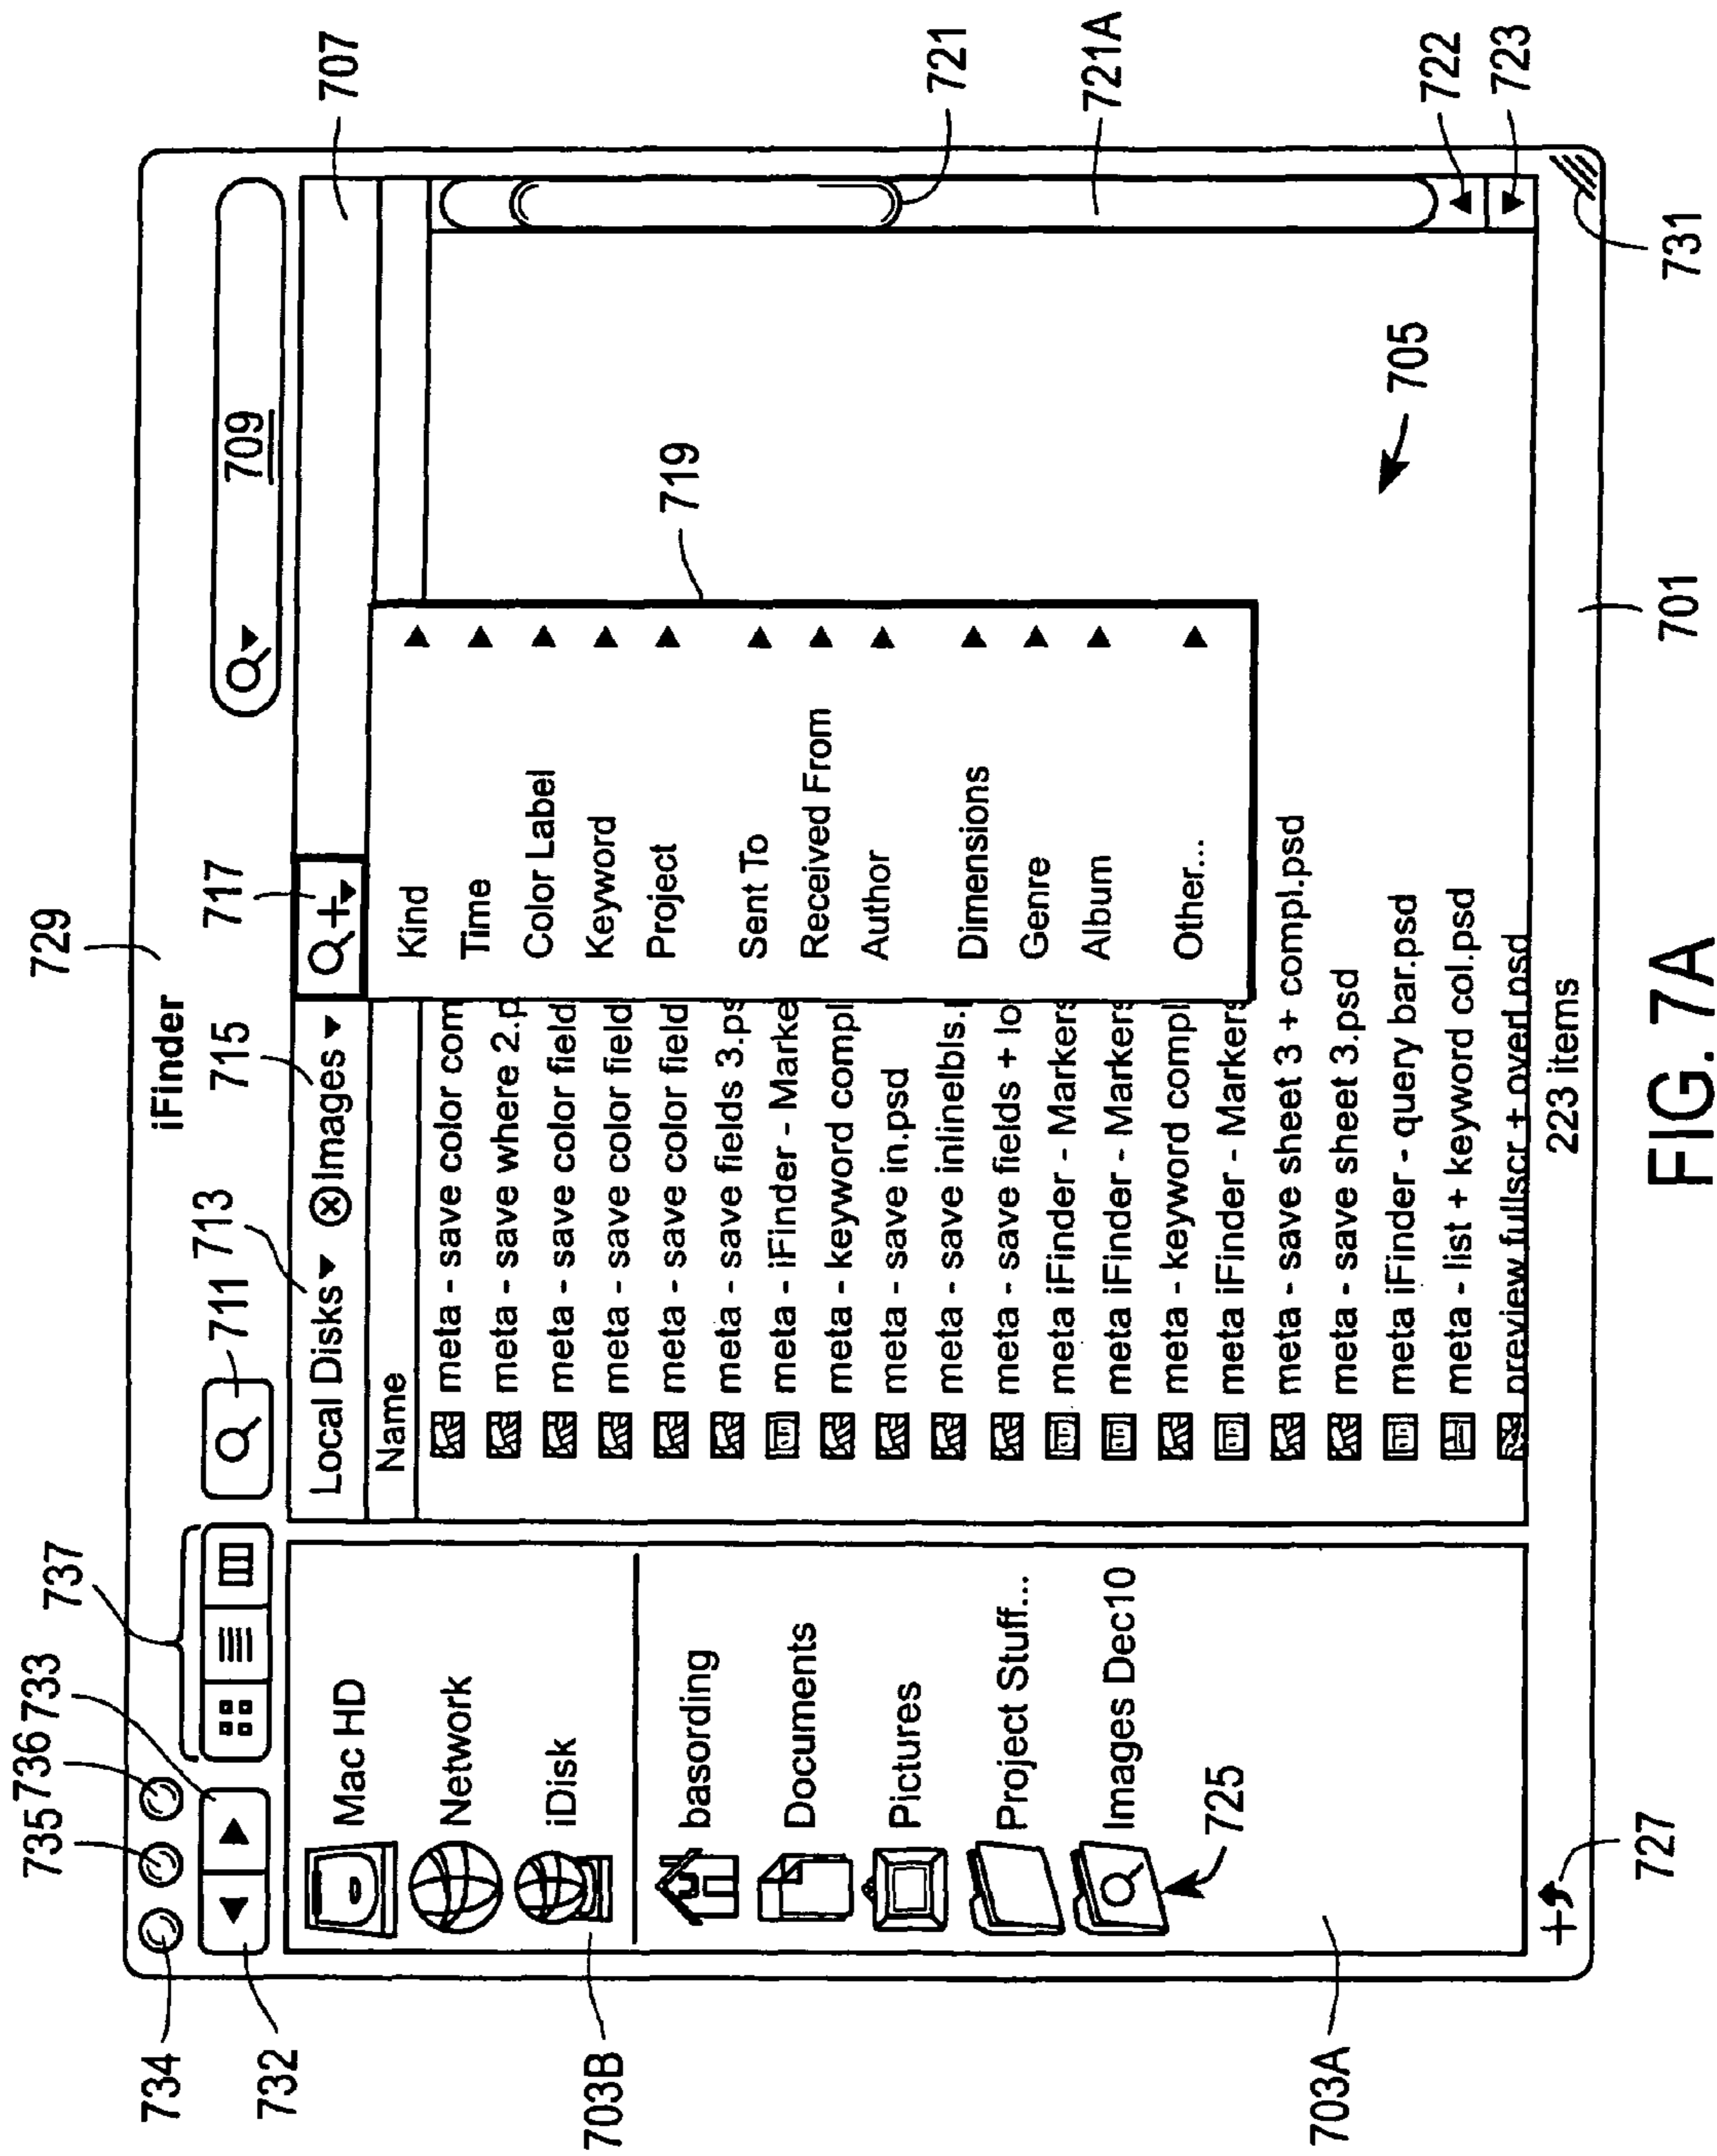 729
iFinder
734
735
736
733
737
732
711
713
715
717
709
707
Local Disks
Images
Name
Mac HD
Network
iDisk
703B
basording
Documents
Pictures
Project Stuff...
Images Dec10
725
703A
meta - save color com
meta - save where 2.p
meta - save color field
meta - save color field
meta - save color field
meta - save fields 3.ps
meta - iFinder - Marke
meta - keyword compl
meta - save in.psd
meta - save inlinelbls.
meta - save fields + lo
meta iFinder - Markers
meta iFinder - Markers
meta - keyword compl
meta iFinder - Markers
meta - save sheet 3 + compl.psd
meta - save sheet 3.psd
meta iFinder - query bar.psd
meta - list + keyword col.psd
preview fullscr + overl.psd
Kind
Time
Color Label
Keyword
Project
Sent To
Received From
Author
Dimensions
Genre
Album
Other...
719
721
721A
722
723
705
223 items
727
701
731
FIG. 7A